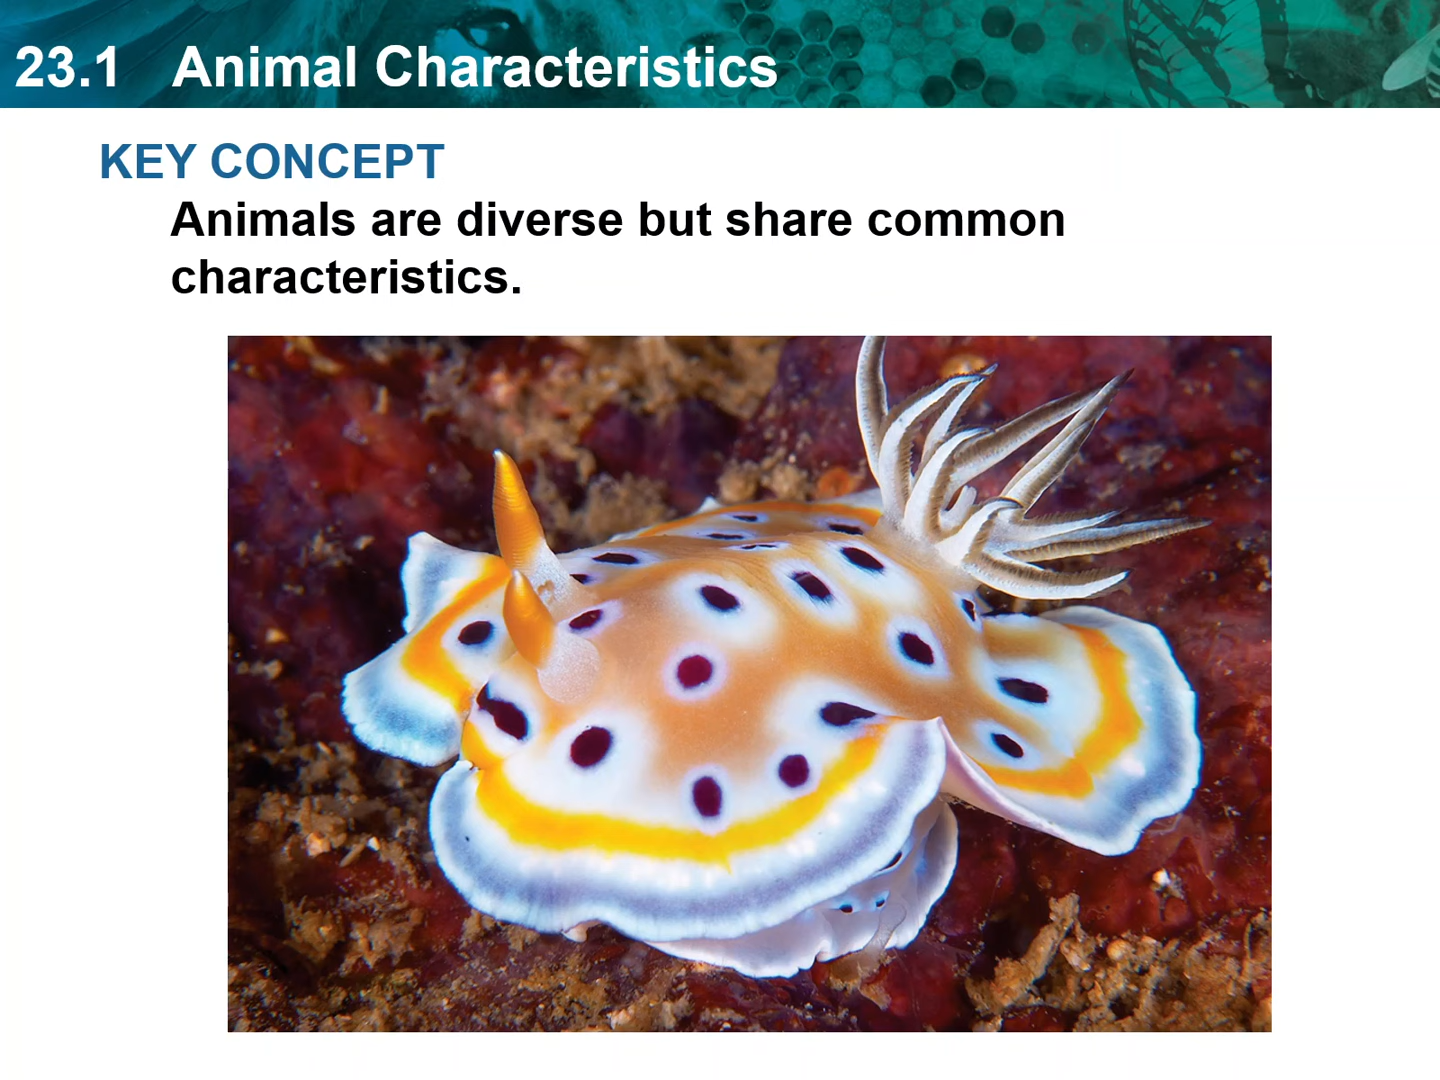 23.1 Animal Characteristics
KEY CONCEPT
Animals are diverse but share common
characteristics.